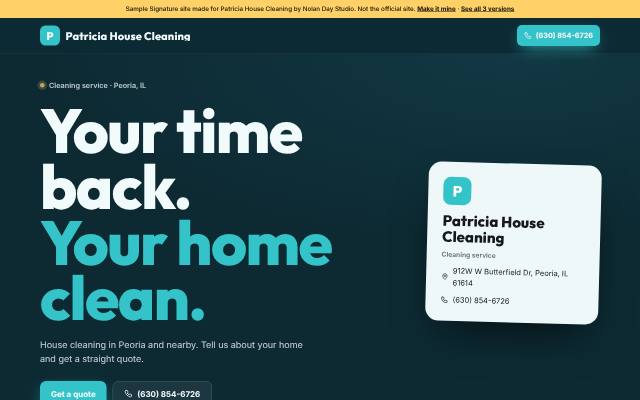 Sample Signature site made for Patricia House Cleaning by Nolan Day Studio. Not the official site. Make it mine · See all 3 versions
P Patricia House Cleaning
(630) 854-6726
Cleaning service · Peoria, IL
Your time
back.
Your home
clean.
House cleaning in Peoria and nearby. Tell us about your home
and get a straight quote.
Get a quote
(630) 854-6726
P
Patricia House
Cleaning
Cleaning service
912W W Butterfield Dr, Peoria, IL
61614
(630) 854-6726